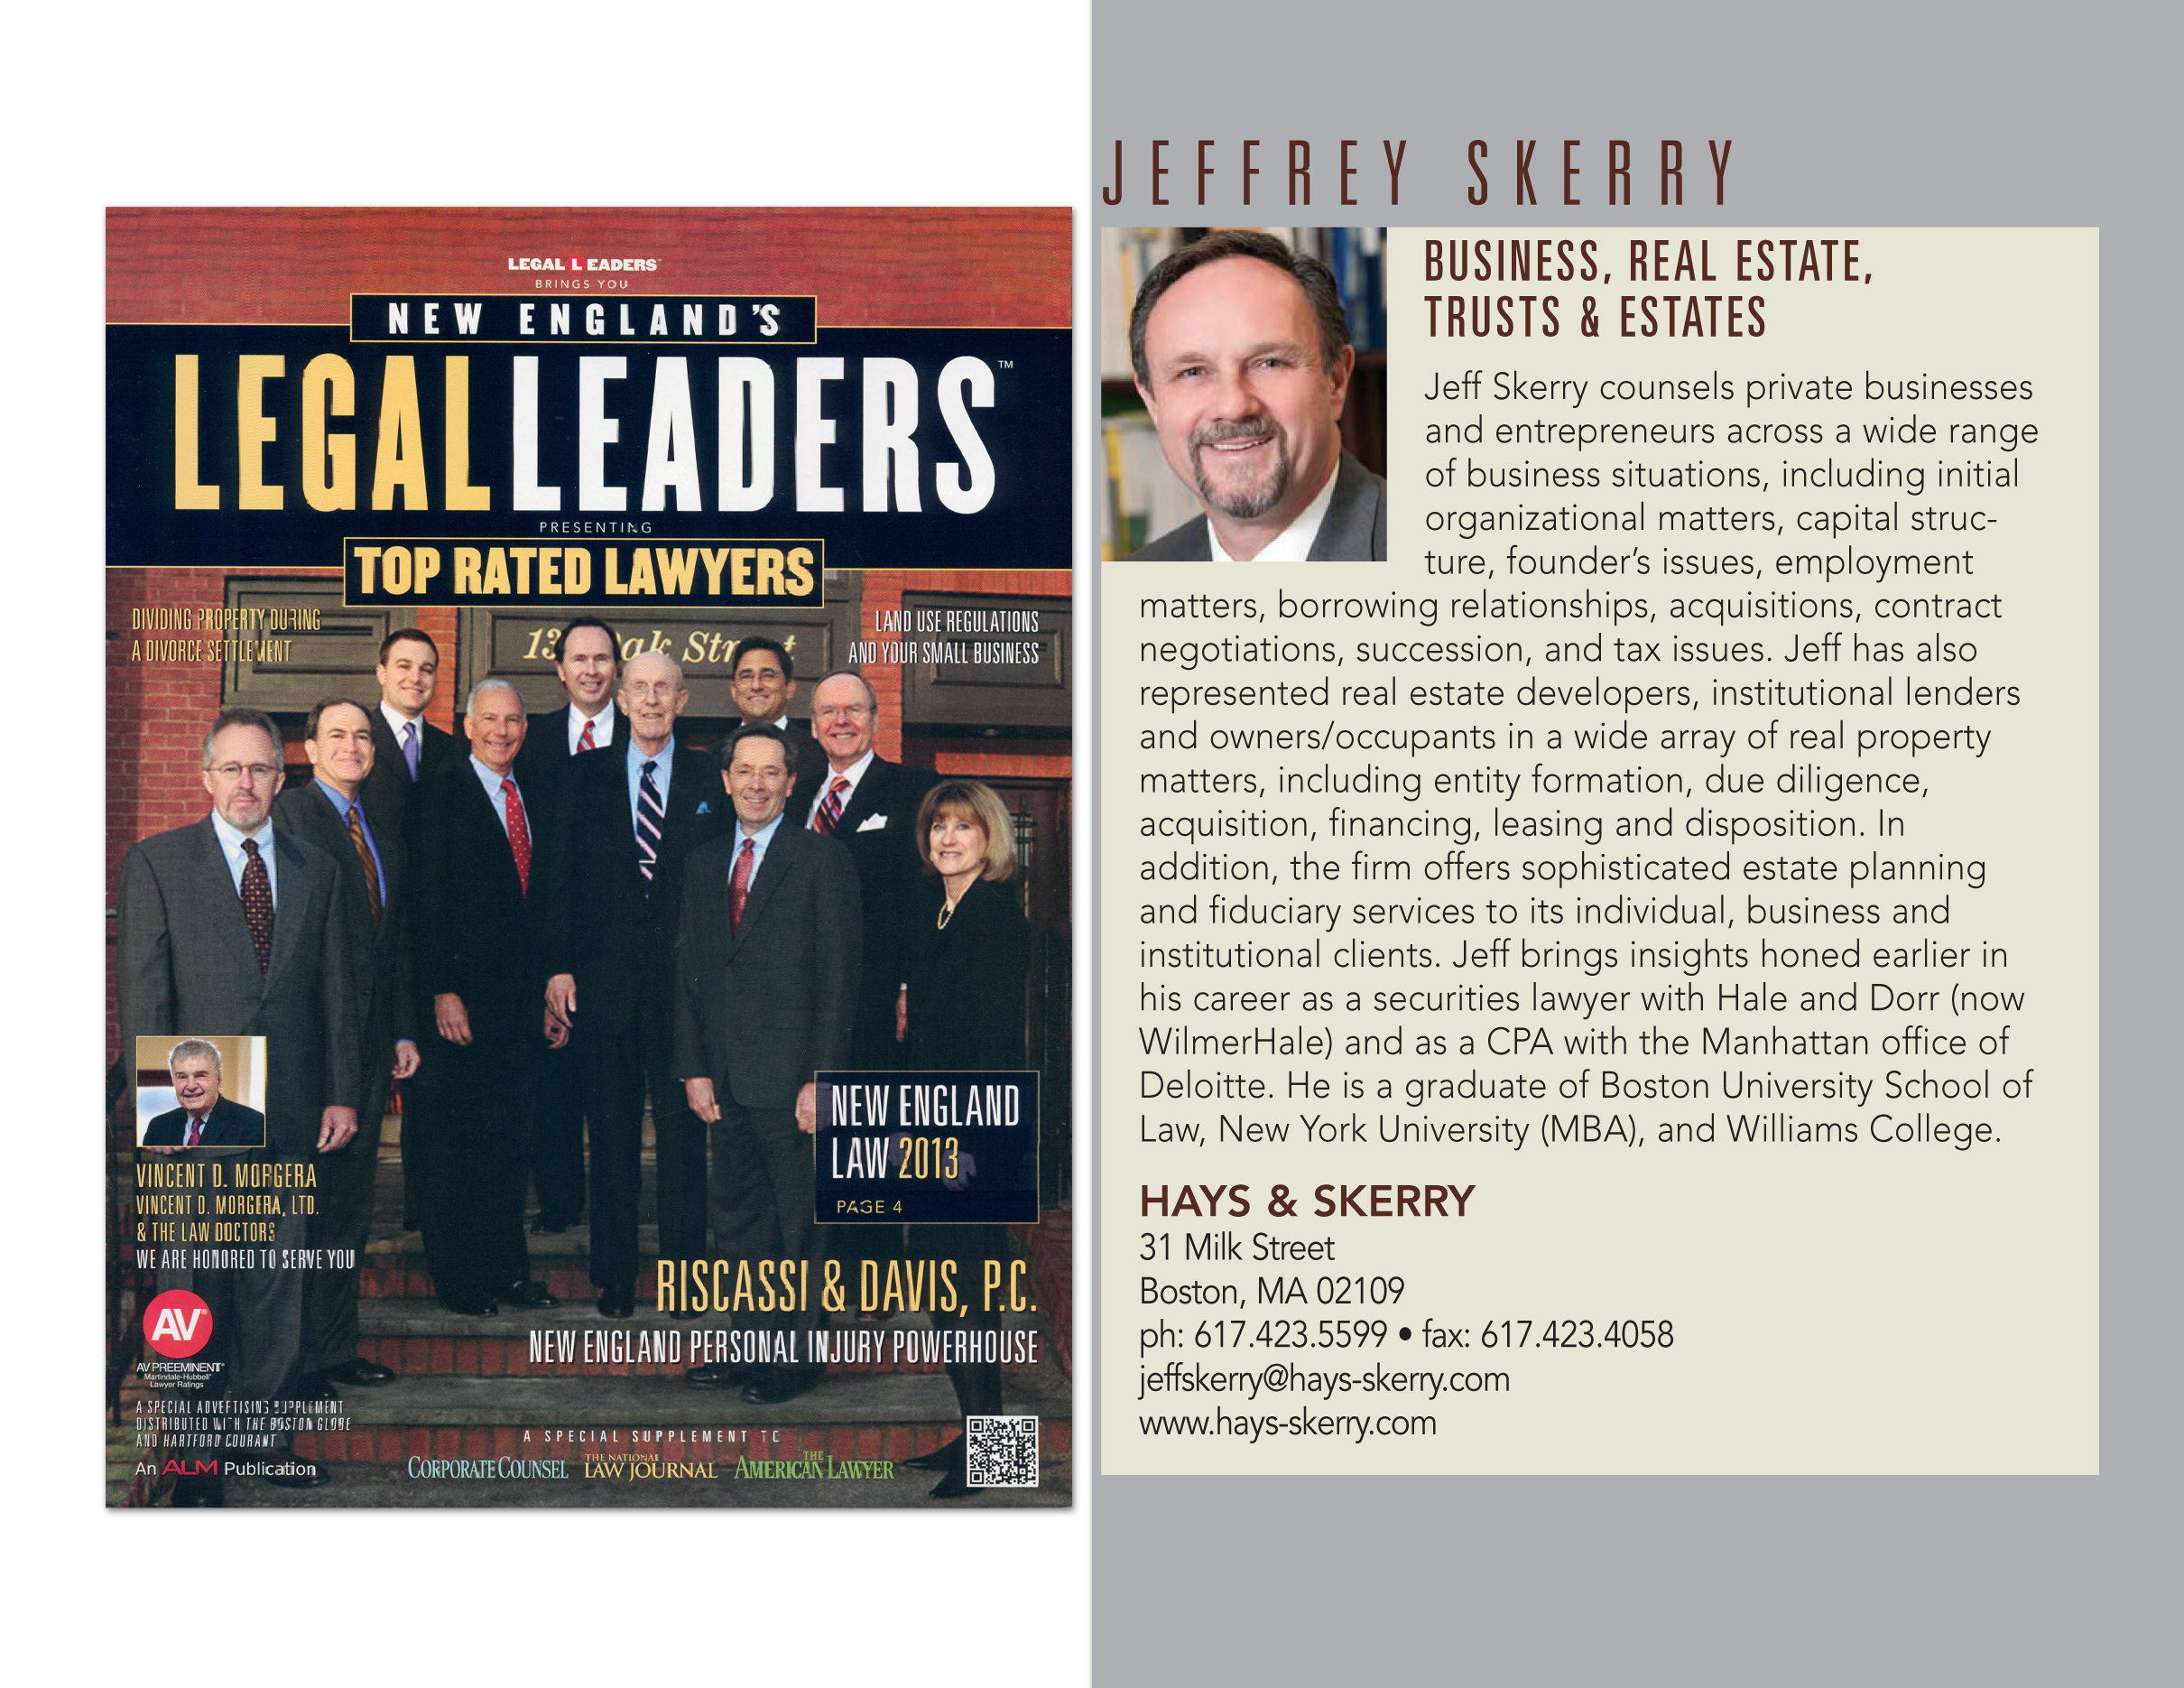 LEGAL LEADERS™
BRINGS YOU
NEW ENGLAND'S
LEGALLEADERS™
PRESENTING
TOP RATED LAWYERS
DIVIDING PROPERTY DURING
A DIVORCE SETTLEMENT
LAND USE REGULATIONS
AND YOUR SMALL BUSINESS
13 Oak Street
NEW ENGLAND
LAW 2013
PAGE 4
VINCENT D. MORGERA
VINCENT D. MORGERA, LTD.
& THE LAW DOCTORS
WE ARE HONORED TO SERVE YOU
RISCASSI & DAVIS, P.C.
NEW ENGLAND PERSONAL INJURY POWERHOUSE
AV®
AV PREEMINENT®
Martindale-Hubbell®
Lawyer Ratings
A SPECIAL ADVERTISING SUPPLEMENT
DISTRIBUTED WITH THE BOSTON GLOBE
AND HARTFORD COURANT
An ALM Publication
A SPECIAL SUPPLEMENT TO
CORPORATE COUNSEL THE NATIONAL LAW JOURNAL THE AMERICAN LAWYER
JEFFREY SKERRY
BUSINESS, REAL ESTATE,
TRUSTS & ESTATES
Jeff Skerry counsels private businesses
and entrepreneurs across a wide range
of business situations, including initial
organizational matters, capital struc-
ture, founder's issues, employment
matters, borrowing relationships, acquisitions, contract
negotiations, succession, and tax issues. Jeff has also
represented real estate developers, institutional lenders
and owners/occupants in a wide array of real property
matters, including entity formation, due diligence,
acquisition, financing, leasing and disposition. In
addition, the firm offers sophisticated estate planning
and fiduciary services to its individual, business and
institutional clients. Jeff brings insights honed earlier in
his career as a securities lawyer with Hale and Dorr (now
WilmerHale) and as a CPA with the Manhattan office of
Deloitte. He is a graduate of Boston University School of
Law, New York University (MBA), and Williams College.
HAYS & SKERRY
31 Milk Street
Boston, MA 02109
ph: 617.423.5599 • fax: 617.423.4058
jeffskerry@hays-skerry.com
www.hays-skerry.com